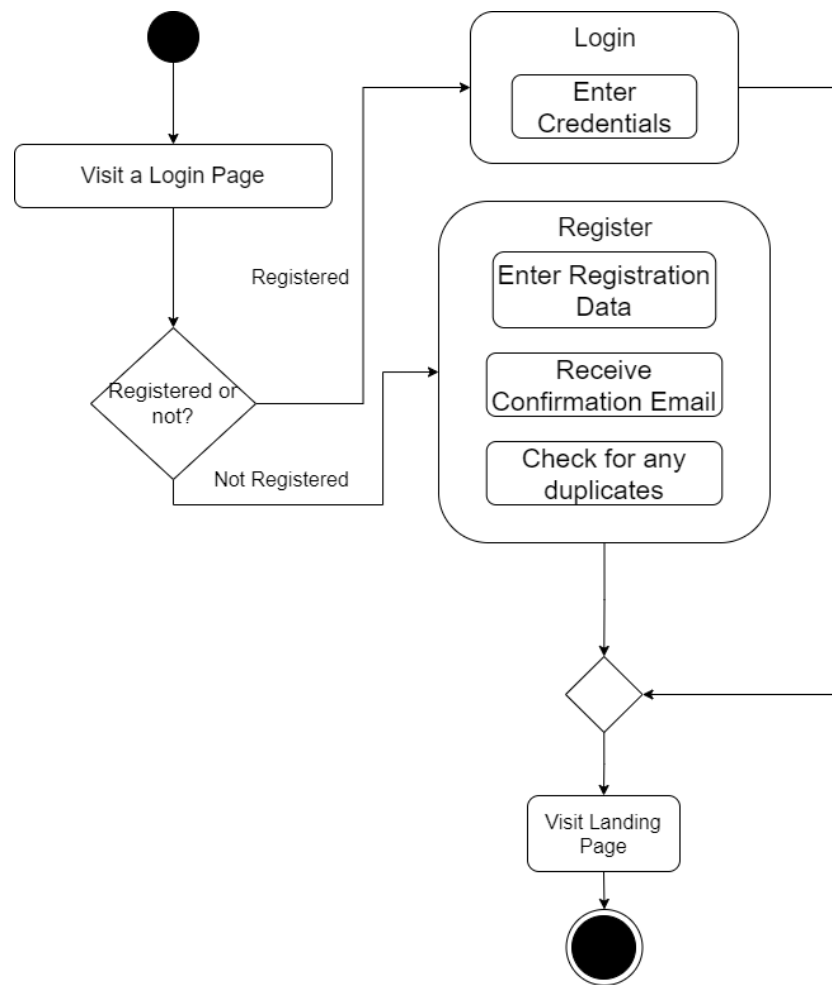 Login
Enter
Credentials
Visit a Login Page
Register
Enter Registration
Data
Registered
Receive
Confirmation Email
Registered or
not?
Not Registered
Check for any
duplicates
Visit Landing
Page